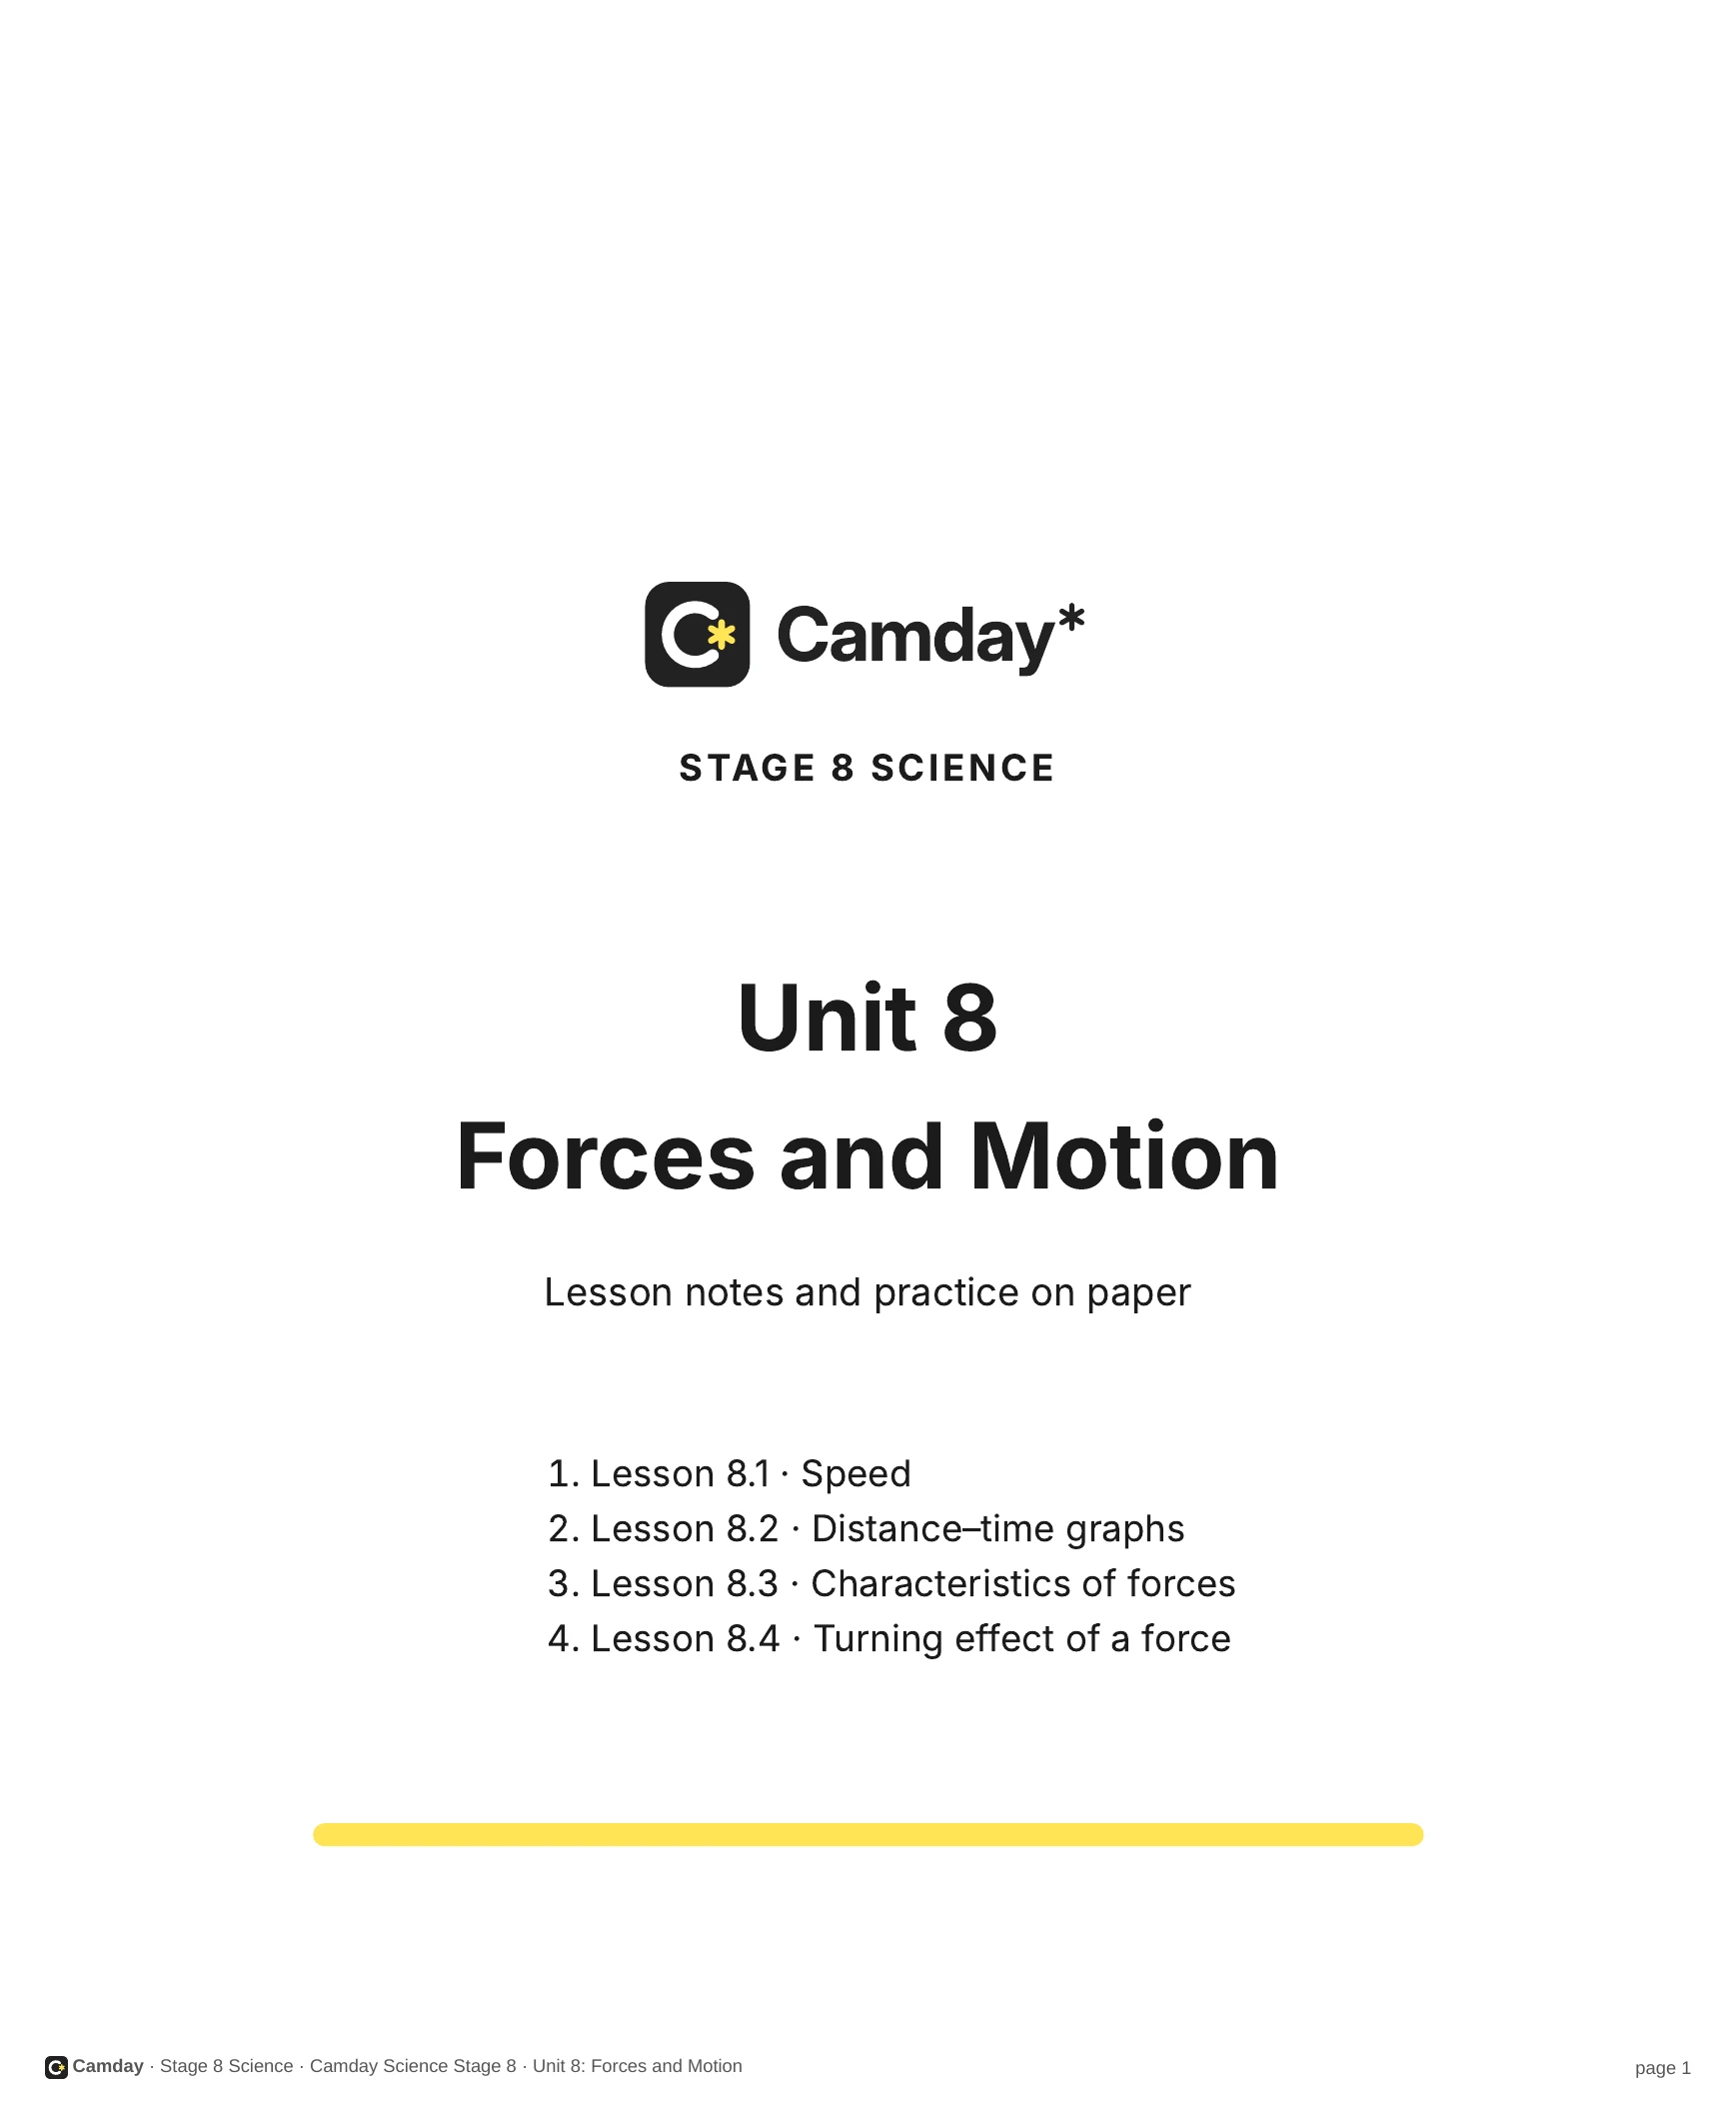 Camday*
STAGE 8 SCIENCE
Unit 8
Forces and Motion
Lesson notes and practice on paper
1. Lesson 8.1 · Speed
2. Lesson 8.2 · Distance–time graphs
3. Lesson 8.3 · Characteristics of forces
4. Lesson 8.4 · Turning effect of a force
Camday · Stage 8 Science · Camday Science Stage 8 · Unit 8: Forces and Motion
page 1